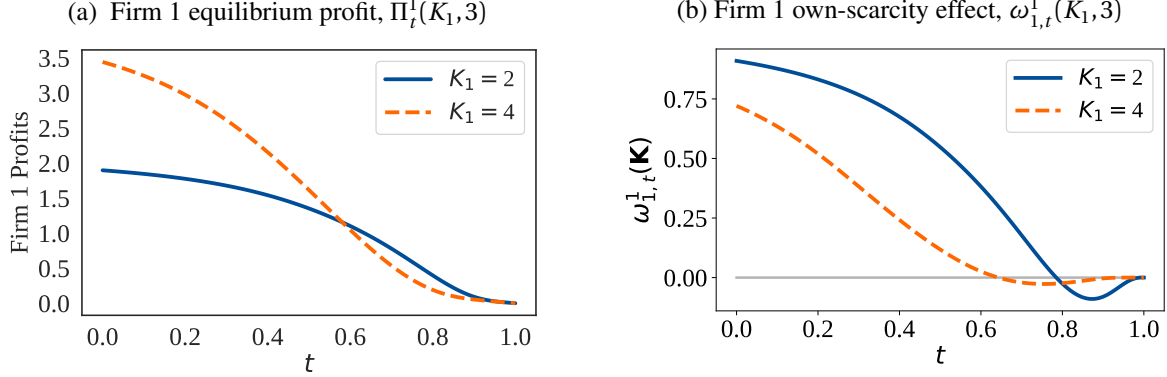 (a) Firm 1 equilibrium profit, Π¹ₜ(K₁,3)
3.5
3.0
2.5
2.0
1.5
1.0
0.5
0.0
Firm 1 Profits
K₁ = 2
K₁ = 4
0.0 0.2 0.4 0.6 0.8 1.0
t
(b) Firm 1 own-scarcity effect, ω¹₁,ₜ(K₁,3)
0.75
0.50
0.25
0.00
ω¹₁,ₜ(K)
K₁ = 2
K₁ = 4
0.0 0.2 0.4 0.6 0.8 1.0
t